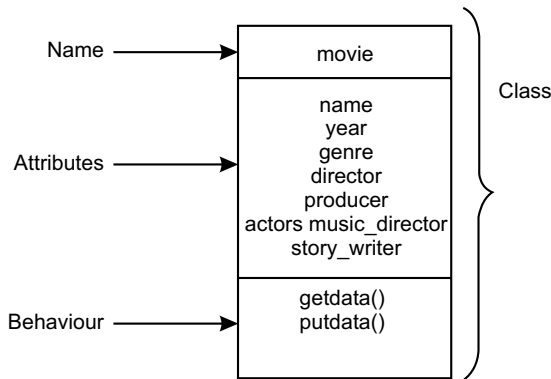 Name
movie
Class
Attributes
name
year
genre
director
producer
actors music_director
story_writer
Behaviour
getdata()
putdata()